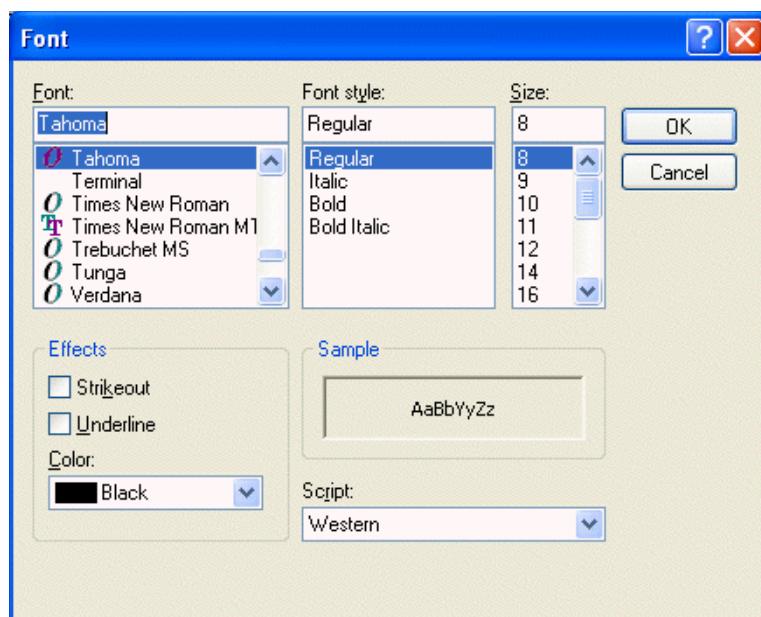 Font
Font:
Tahoma
Tahoma
Terminal
Times New Roman
Times New Roman MT
Trebuchet MS
Tunga
Verdana
Font style:
Regular
Regular
Italic
Bold
Bold Italic
Size:
8
8
9
10
11
12
14
16
OK
Cancel
Effects
Strikeout
Underline
Color:
Black
Sample
AaBbYyZz
Script:
Western